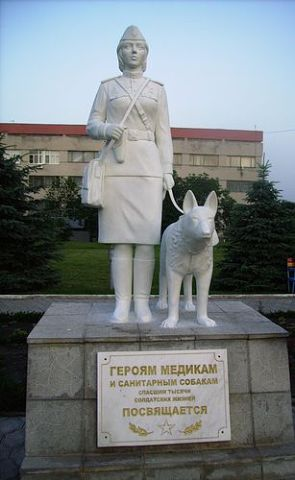 ГЕРОЯМ МЕДИКАМ
И САНИТАРНЫМ СОБАКАМ
СПАСШИМ ТЫСЯЧИ
СОЛДАТСКИХ ЖИЗНЕЙ
ПОСВЯЩАЕТСЯ